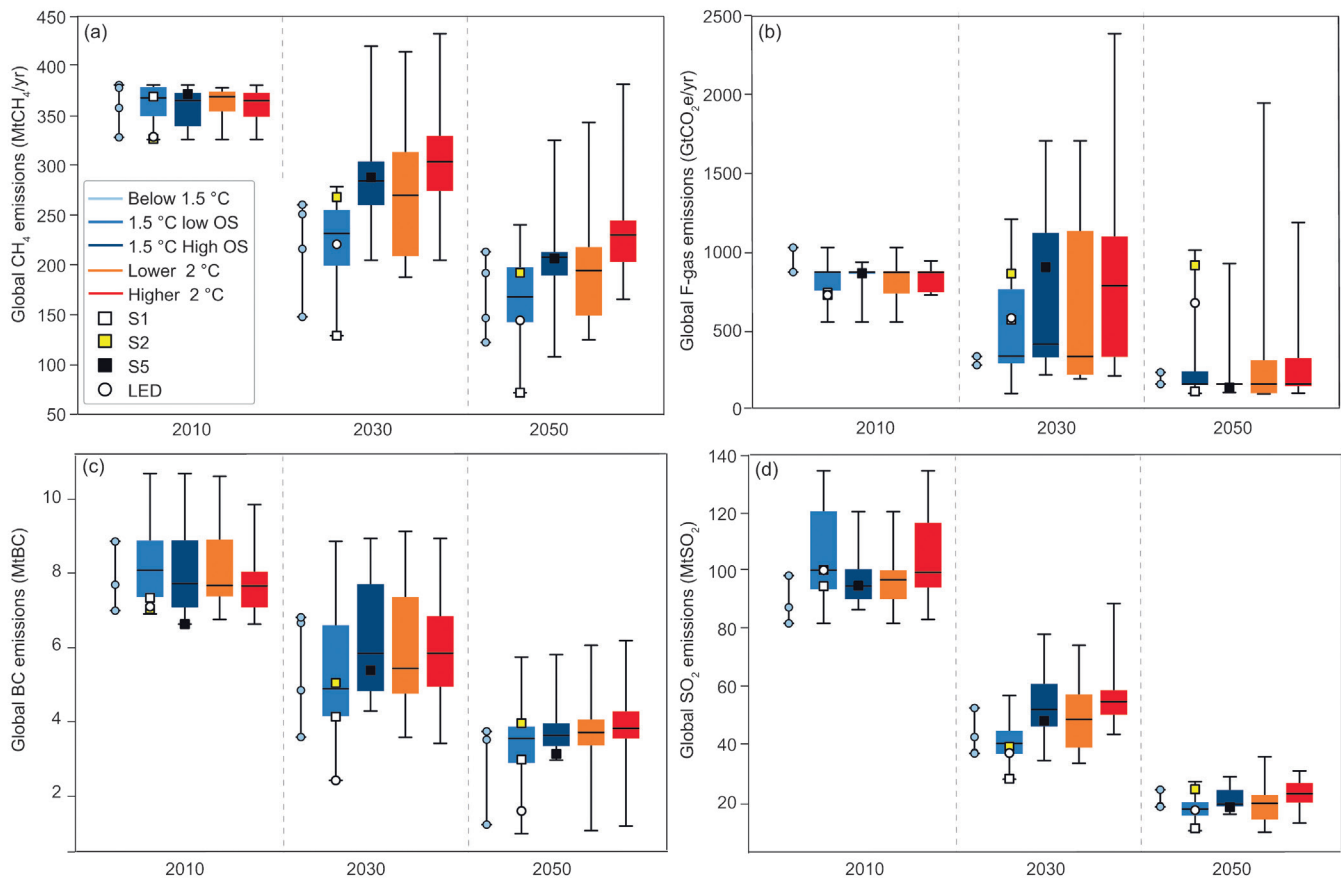 (a)
Global CH₄ emissions (MtCH₄/yr)
450
400
350
300
250
200
150
100
50
Below 1.5 °C
1.5 °C low OS
1.5 °C High OS
Lower 2 °C
Higher 2 °C
S1
S2
S5
LED
2010 2030 2050
(b)
Global F-gas emissions (GtCO₂e/yr)
2500
2000
1500
1000
500
0
2010 2030 2050
(c)
Global BC emissions (MtBC)
10
8
6
4
2
2010 2030 2050
(d)
Global SO₂ emissions (MtSO₂)
140
120
100
80
60
40
20
2010 2030 2050